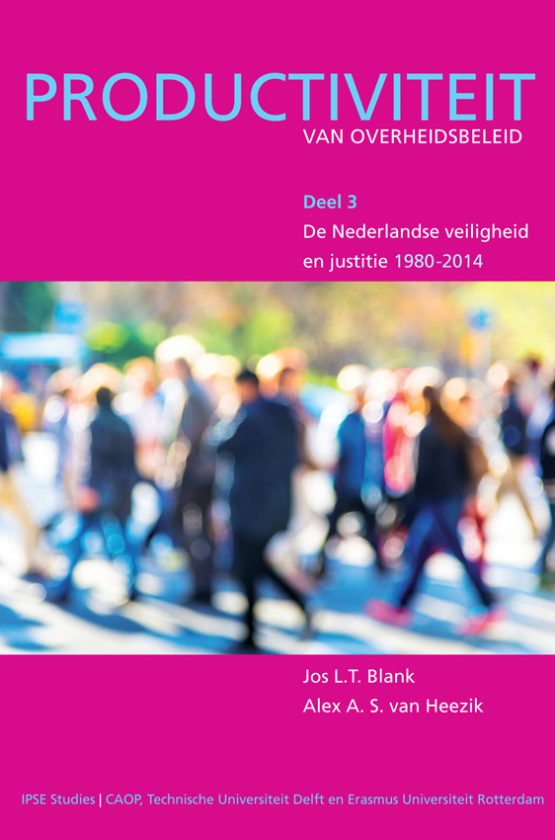 PRODUCTIVITEIT
VAN OVERHEIDSBELEID
Deel 3
De Nederlandse veiligheid
en justitie 1980-2014
Jos L.T. Blank
Alex A. S. van Heezik
IPSE Studies | CAOP, Technische Universiteit Delft en Erasmus Universiteit Rotterdam